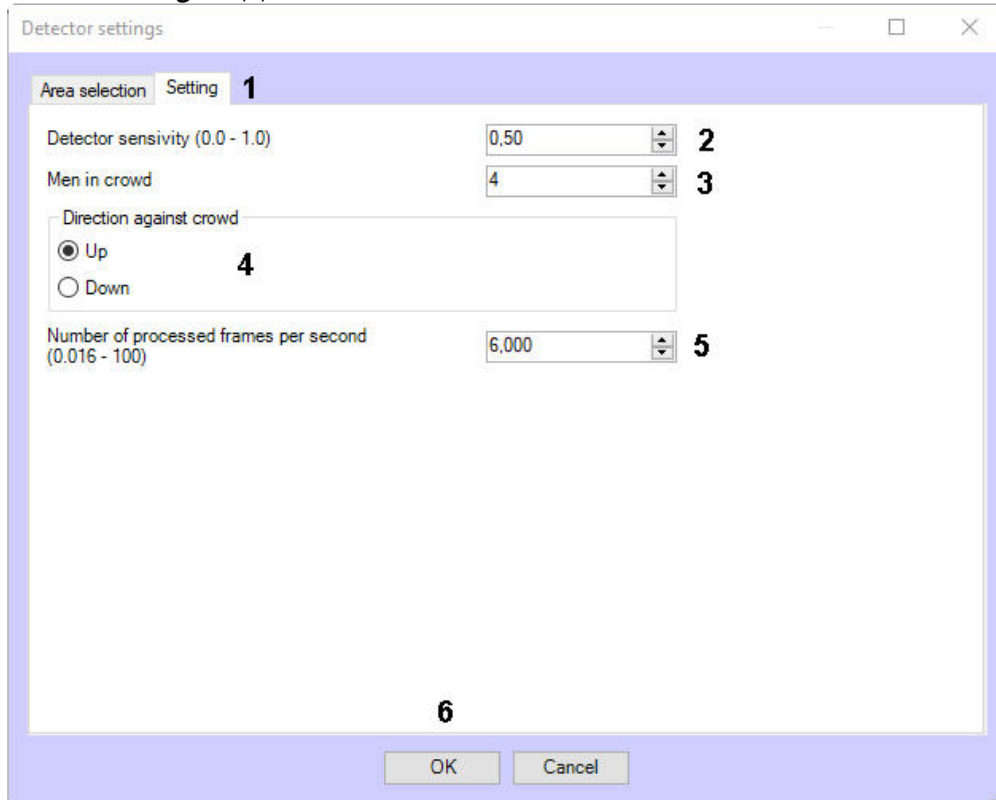 Detector settings
Area selection Setting 1
Detector sensivity (0.0 - 1.0) 0,50 2
Men in crowd 4 3
Direction against crowd
Up
4
Down
Number of processed frames per second
(0.016 - 100) 6,000 5
6
OK Cancel